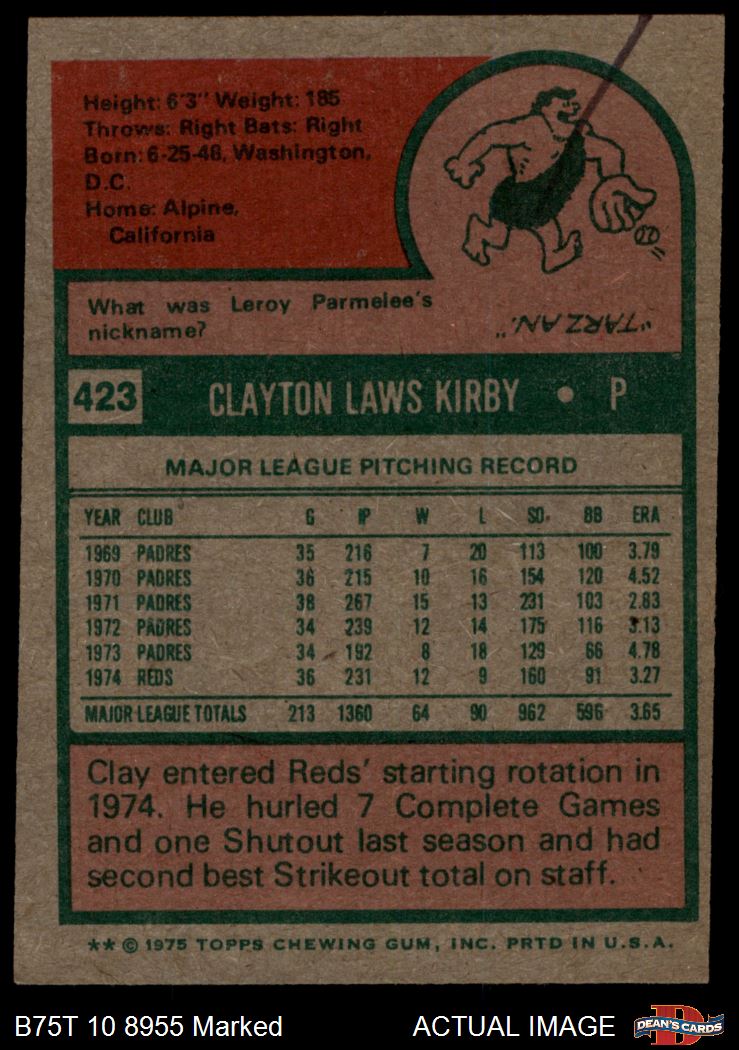 Height: 6'3" Weight: 185
Throws: Right Bats: Right
Born: 6-25-48, Washington,
D.C.
Home: Alpine,
California
What was Leroy Parmelee's
nickname?
"TARZAN."
423 CLAYTON LAWS KIRBY • P
MAJOR LEAGUE PITCHING RECORD
YEAR CLUB G IP W L SO BB ERA
1969 PADRES 35 216 7 20 113 100 3.79
1970 PADRES 36 215 10 16 154 120 4.52
1971 PADRES 38 267 15 13 231 103 2.83
1972 PADRES 34 239 12 14 175 116 3.13
1973 PADRES 34 192 8 18 129 66 4.78
1974 REDS 36 231 12 9 160 91 3.27
MAJOR LEAGUE TOTALS 213 1360 64 90 962 596 3.65
Clay entered Reds' starting rotation in
1974. He hurled 7 Complete Games
and one Shutout last season and had
second best Strikeout total on staff.
** © 1975 TOPPS CHEWING GUM, INC. PRTD IN U.S.A.
B75T 10 8955 Marked ACTUAL IMAGE
DEAN'S CARDS